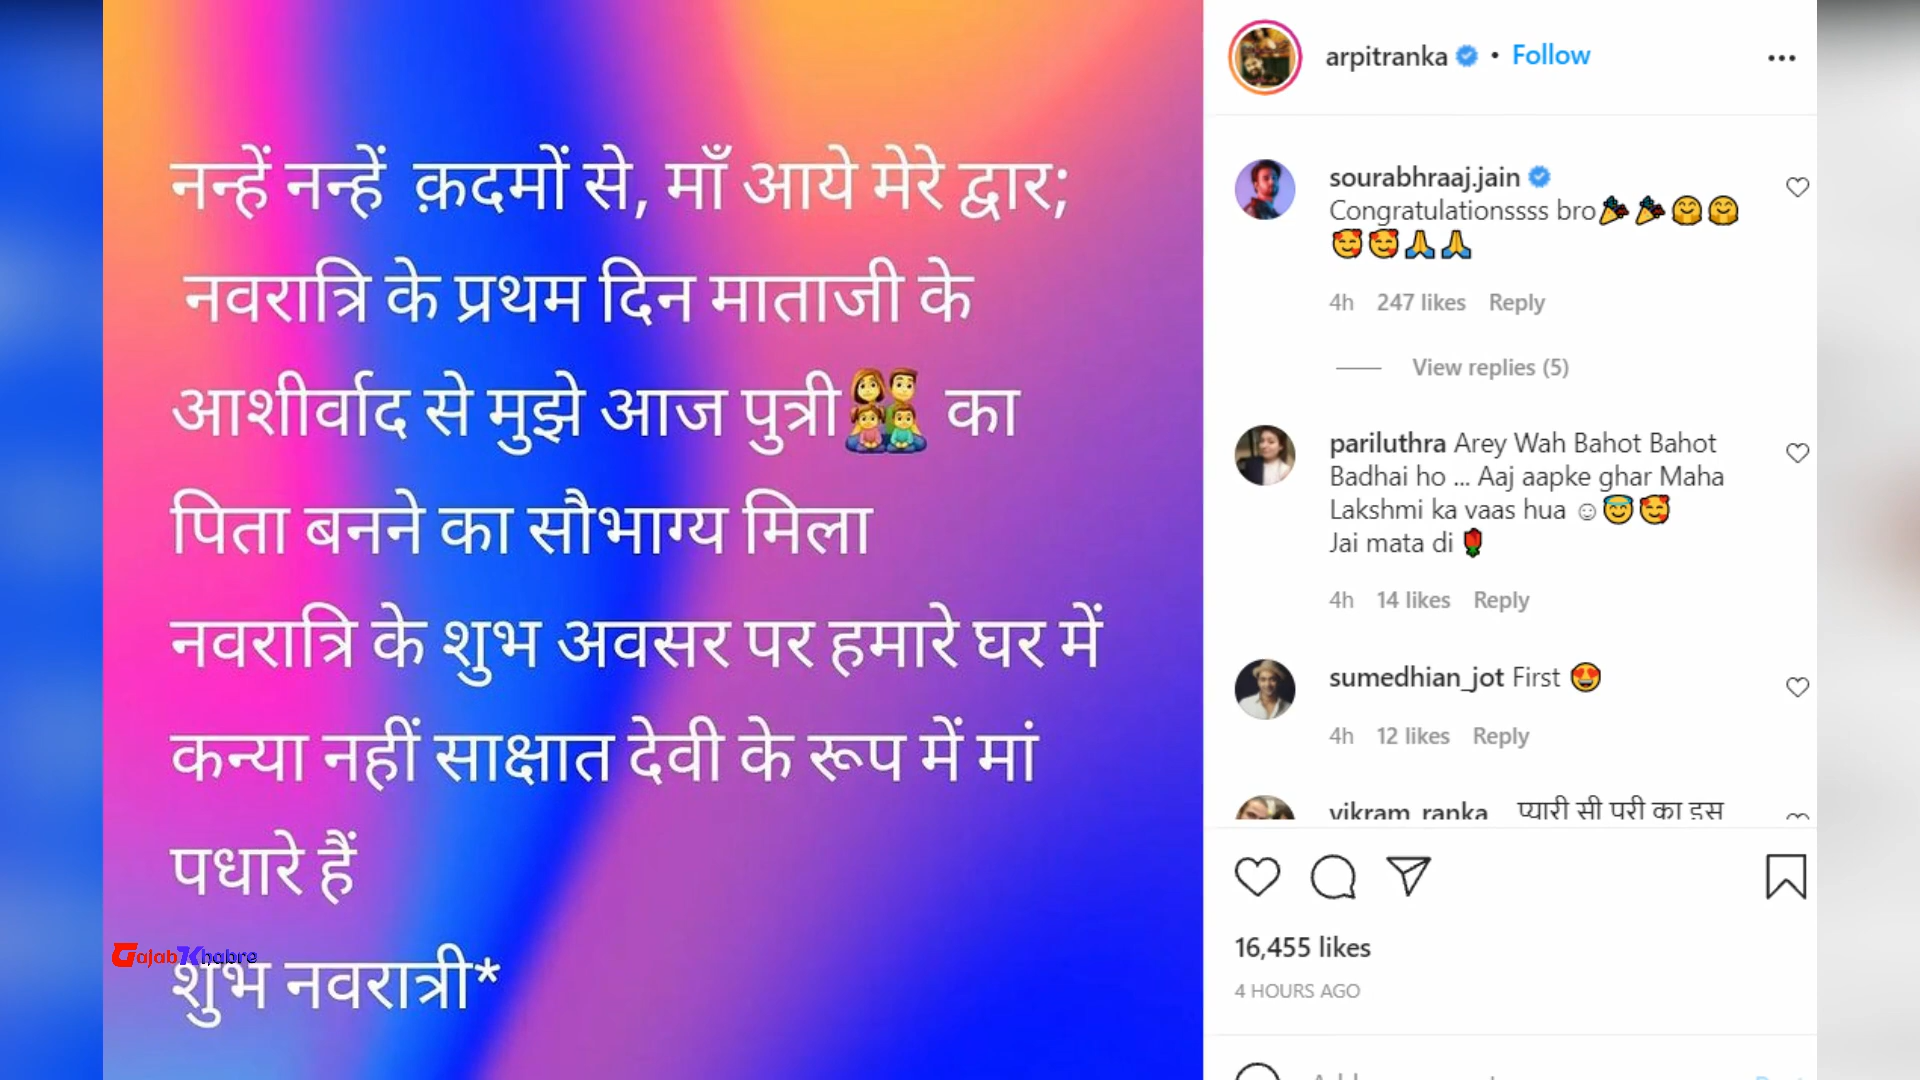 नन्हें नन्हें क़दमों से, माँ आये मेरे द्वार;
नवरात्रि के प्रथम दिन माताजी के
आशीर्वाद से मुझे आज पुत्री👨‍👩‍👧‍👦 का
पिता बनने का सौभाग्य मिला
नवरात्रि के शुभ अवसर पर हमारे घर में
कन्या नहीं साक्षात देवी के रूप में मां
पधारे हैं
शुभ नवरात्री*
GajabKhabre
arpitranka • Follow
sourabhraaj.jain
Congratulationssss bro🎉🎉🤗🤗
🥰🥰🙏🙏
4h 247 likes Reply
View replies (5)
pariluthra Arey Wah Bahot Bahot
Badhai ho ... Aaj aapke ghar Maha
Lakshmi ka vaas hua ☺😇🥰
Jai mata di🌹
4h 14 likes Reply
sumedhian_jot First 😍
4h 12 likes Reply
vikram_ranka प्यारी सी परी का इस
16,455 likes
4 HOURS AGO